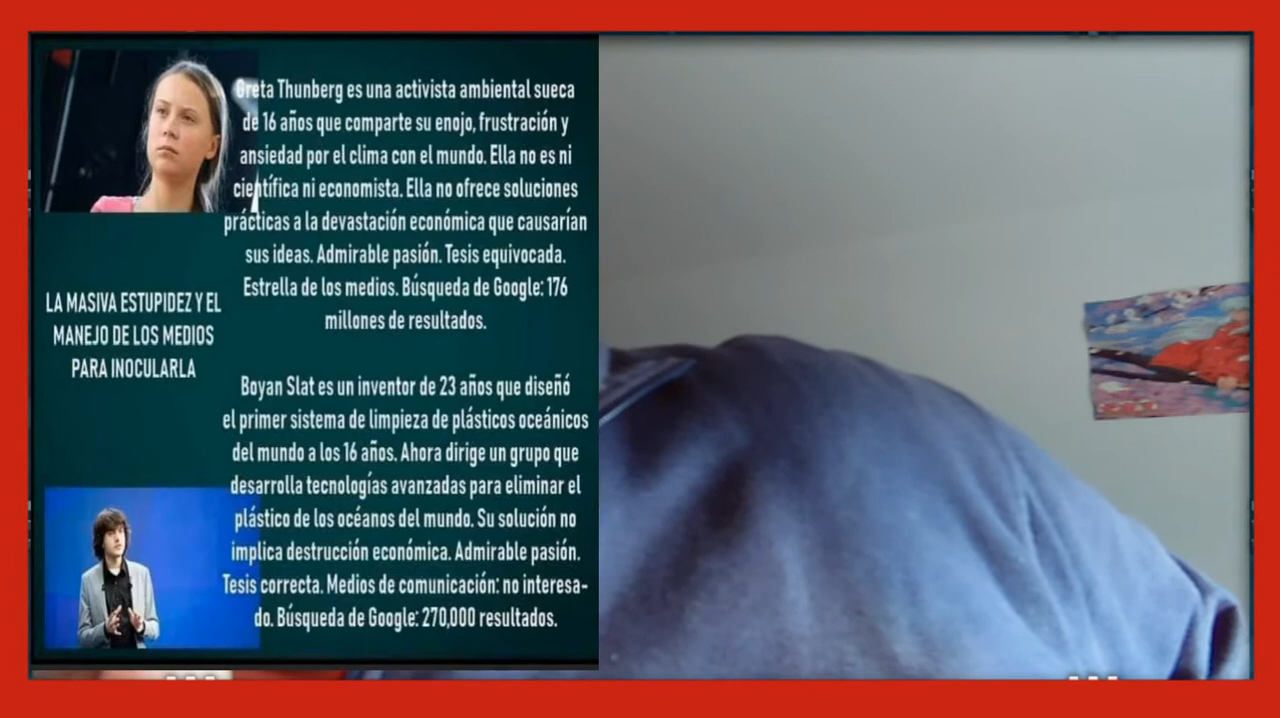 Greta Thunberg es una activista ambiental sueca
de 16 años que comparte su enojo, frustración y
ansiedad por el clima con el mundo. Ella no es ni
científica ni economista. Ella no ofrece soluciones
prácticas a la devastación económica que causarían
sus ideas. Admirable pasión. Tesis equivocada.
Estrella de los medios. Búsqueda de Google: 176
millones de resultados.
LA MASIVA ESTUPIDEZ Y EL
MANEJO DE LOS MEDIOS
PARA INOCULARLA
Boyan Slat es un inventor de 23 años que diseñó
el primer sistema de limpieza de plásticos oceánicos
del mundo a los 16 años. Ahora dirige un grupo que
desarrolla tecnologías avanzadas para eliminar el
plástico de los océanos del mundo. Su solución no
implica destrucción económica. Admirable pasión.
Tesis correcta. Medios de comunicación: no interesa-
do. Búsqueda de Google: 270,000 resultados.